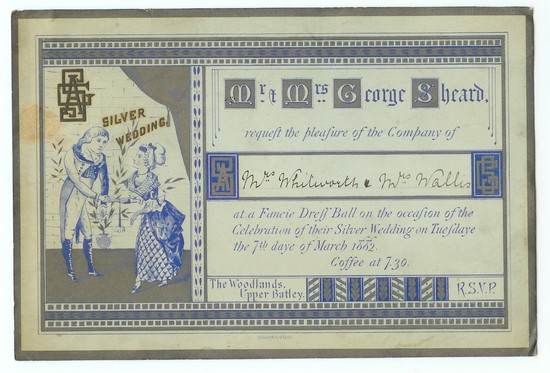 SILVER
WEDDING!
Mr. & Mrs George Sheard.
requeſt the pleaſure of the Company of
Mrs Whitworth & Mrs Wallis
at a Fancie Dreſſ Ball on the occaſion of the
Celebration of their Silver Wedding on Tueſdaye
the 7th daye of March 1882.
Coffee at 7.30.
The Woodlands.
Upper Batley.
R.S.V.P.